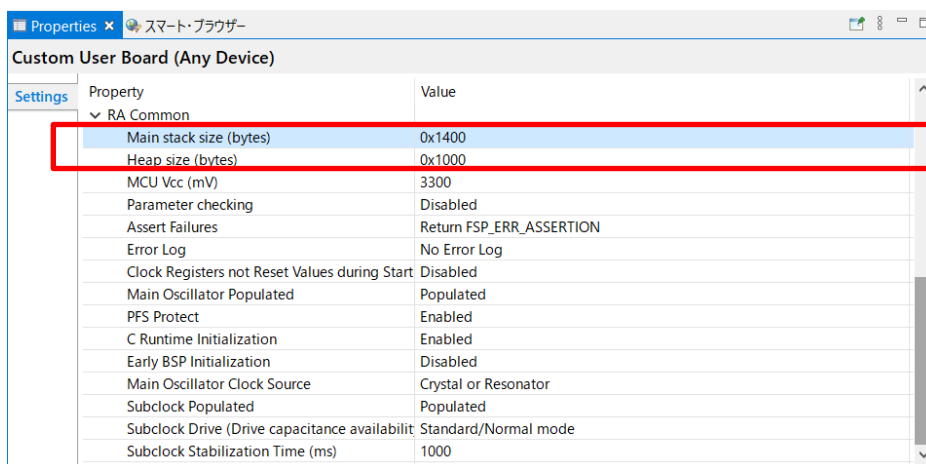 Properties スマート・ブラウザー
Custom User Board (Any Device)
Settings
Property Value
RA Common
Main stack size (bytes) 0x1400
Heap size (bytes) 0x1000
MCU Vcc (mV) 3300
Parameter checking Disabled
Assert Failures Return FSP_ERR_ASSERTION
Error Log No Error Log
Clock Registers not Reset Values during Start Disabled
Main Oscillator Populated Populated
PFS Protect Enabled
C Runtime Initialization Enabled
Early BSP Initialization Disabled
Main Oscillator Clock Source Crystal or Resonator
Subclock Populated Populated
Subclock Drive (Drive capacitance availabilit Standard/Normal mode
Subclock Stabilization Time (ms) 1000